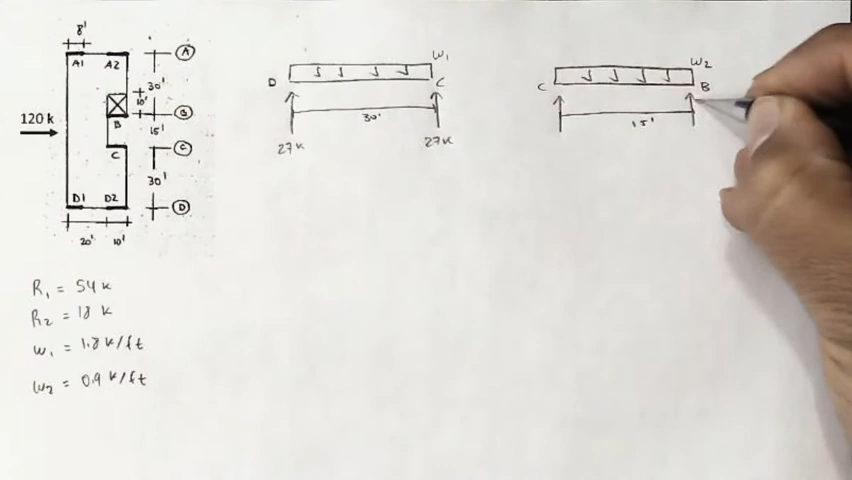 8'
A1 A2
A
30'
10'
120 k
B
B
15'
C
C
30'
D1 D2
D
20' 10'
W1
D C
30'
27K 27K
W2
C B
15'
R1 = 54 k
R2 = 18 k
w1 = 1.8 k/ft
w2 = 0.9 k/ft